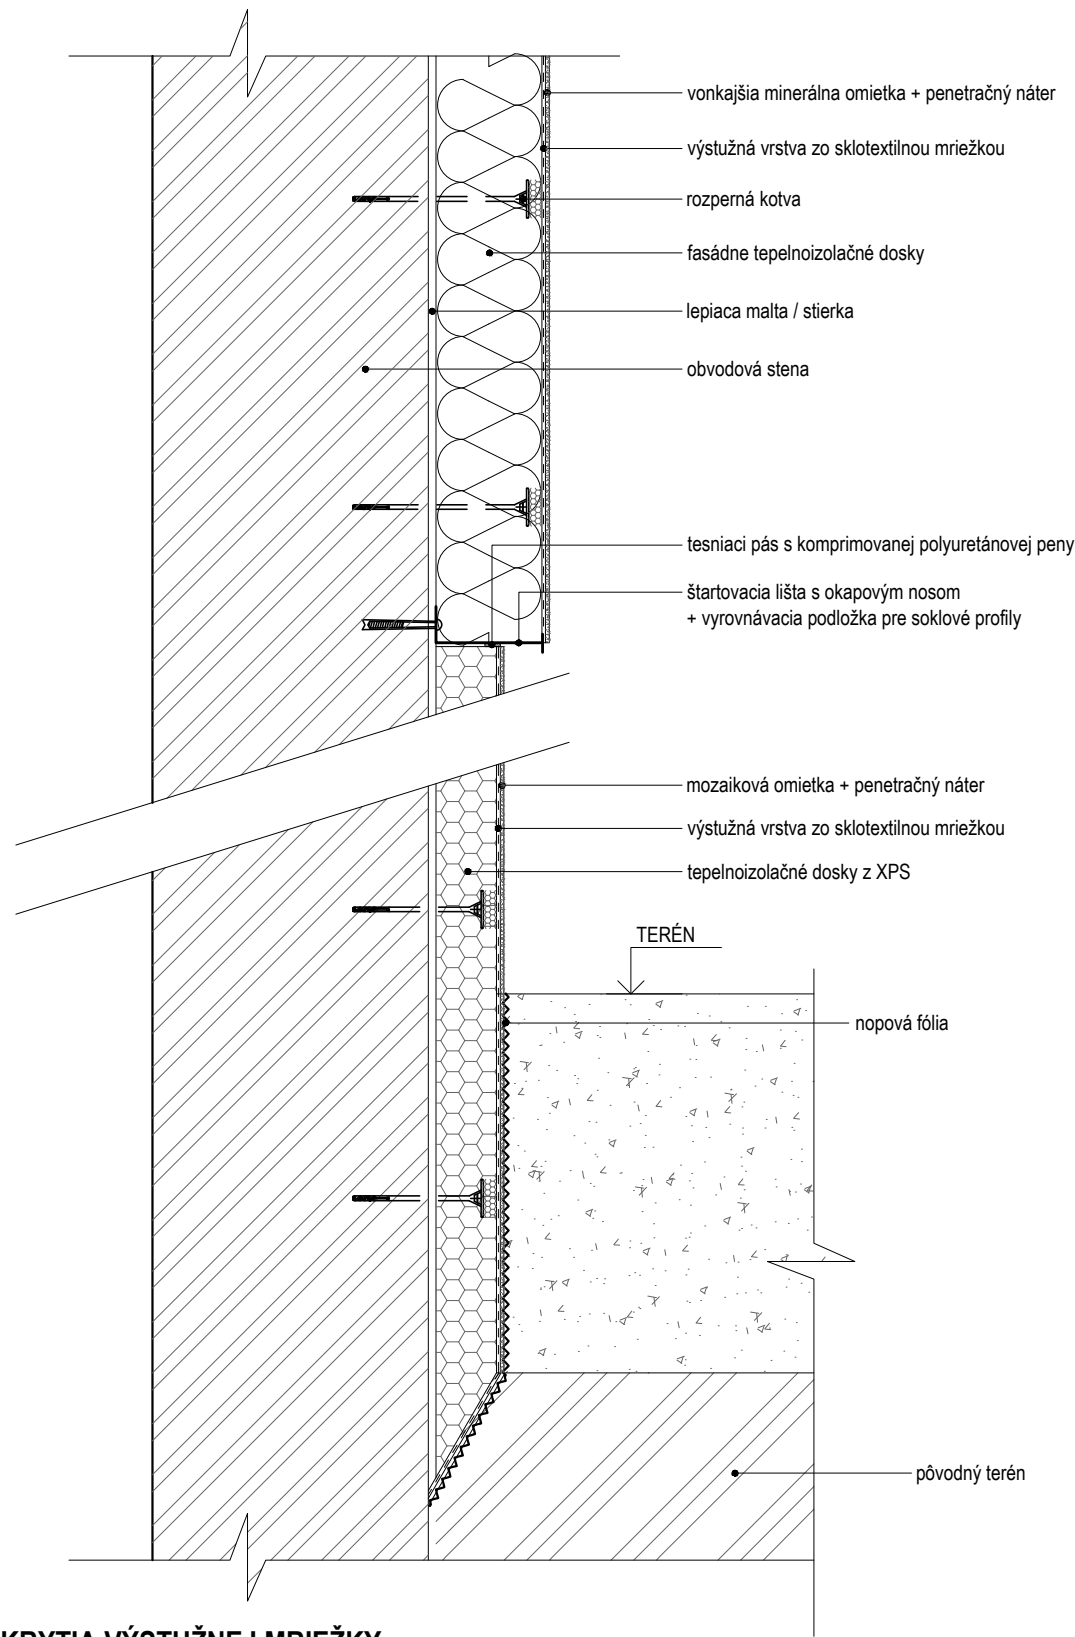 vonkajšia minerálna omietka + penetračný náter
výstužná vrstva zo sklotextilnou mriežkou
rozperná kotva
fasádne tepelnoizolačné dosky
lepiaca malta / stierka
obvodová stena
tesniaci pás s komprimovanej polyuretánovej peny
štartovacia lišta s okapovým nosom
+ vyrovnávacia podložka pre soklové profily
mozaiková omietka + penetračný náter
výstužná vrstva zo sklotextilnou mriežkou
tepelnoizolačné dosky z XPS
TERÉN
nopová fólia
pôvodný terén